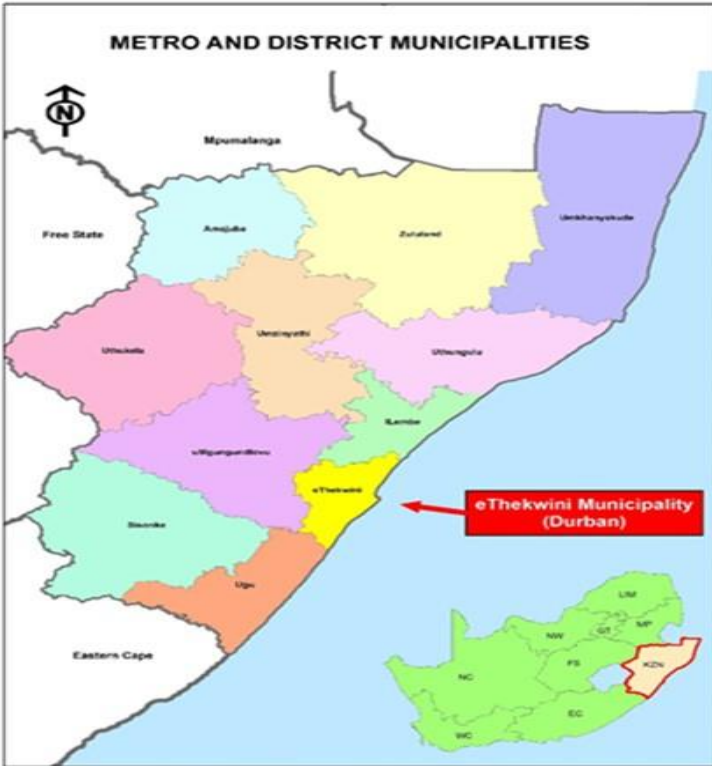 METRO AND DISTRICT MUNICIPALITIES
N
Mpumalanga
Free State
Amajuba
Zululand
Umkhanyakude
Uthukela
Umzinyathi
Uthungulu
iLembe
uMgungundlovu
eThekwini
eThekwini Municipality
(Durban)
Sisonke
Ugu
Eastern Cape
LIM
NW
GT
MP
NC
FS
KZN
EC
WC